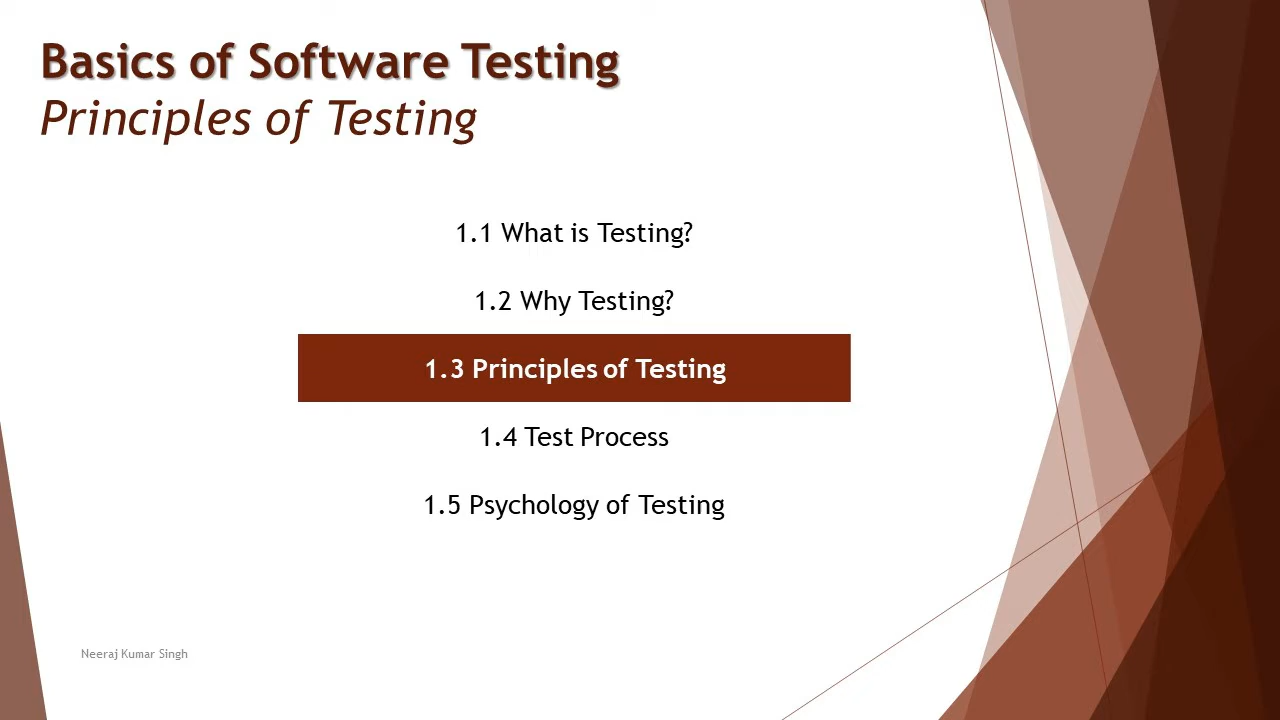 Basics of Software Testing
Principles of Testing
1.1 What is Testing?
1.2 Why Testing?
1.3 Principles of Testing
1.4 Test Process
1.5 Psychology of Testing
Neeraj Kumar Singh